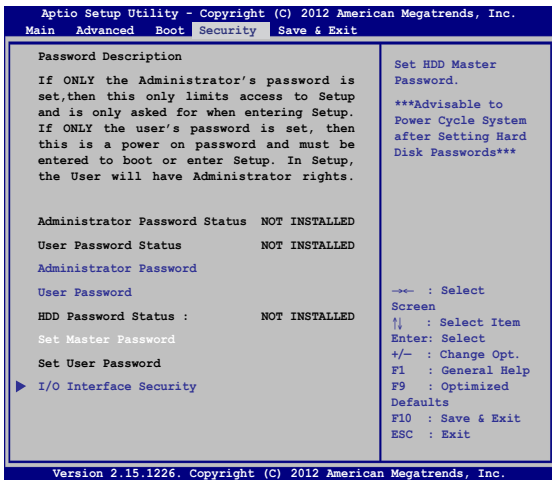 Aptio Setup Utility - Copyright (C) 2012 American Megatrends, Inc.
Main Advanced Boot Security Save & Exit
Password Description
If ONLY the Administrator's password is
set,then this only limits access to Setup
and is only asked for when entering Setup.
If ONLY the user's password is set, then
this is a power on password and must be
entered to boot or enter Setup. In Setup,
the User will have Administrator rights.
Administrator Password Status NOT INSTALLED
User Password Status NOT INSTALLED
Administrator Password
User Password
HDD Password Status : NOT INSTALLED
Set Master Password
Set User Password
I/O Interface Security
Set HDD Master
Password.
***Advisable to
Power Cycle System
after Setting Hard
Disk Passwords***
→← : Select
Screen
↑↓ : Select Item
Enter: Select
+/— : Change Opt.
F1 : General Help
F9 : Optimized
Defaults
F10 : Save & Exit
ESC : Exit
Version 2.15.1226. Copyright (C) 2012 American Megatrends, Inc.